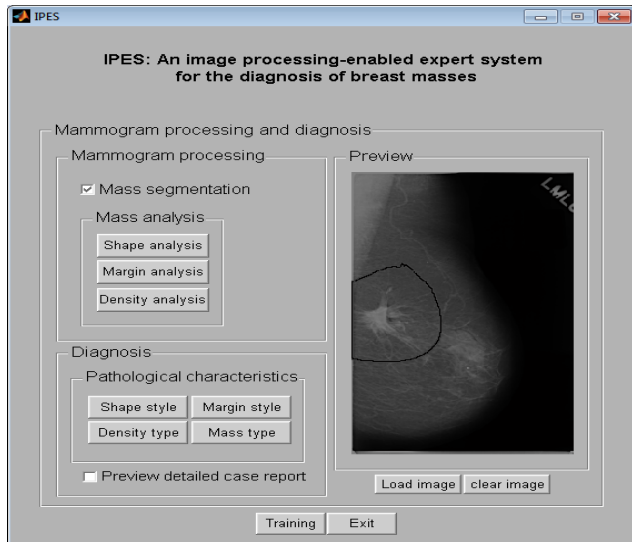 IPES
IPES: An image processing-enabled expert system
for the diagnosis of breast masses
Mammogram processing and diagnosis
Mammogram processing
Mass segmentation
Mass analysis
Shape analysis
Margin analysis
Density analysis
Diagnosis
Pathological characteristics
Shape style
Margin style
Density type
Mass type
Preview detailed case report
Preview
Load image
clear image
Training
Exit